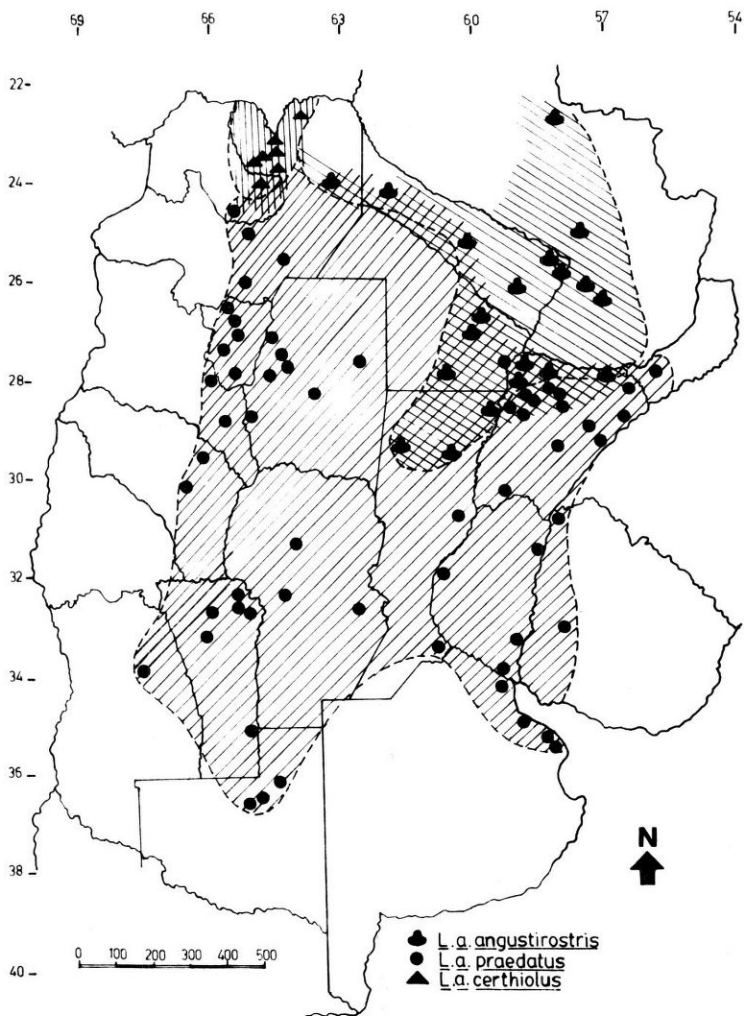 69 66 63 60 57 54
22-
24-
26-
28-
30-
32-
34-
36-
38-
40-
N
0 100 200 300 400 500
L.a.angustirostris
L.a.praedatus
L.a.certhiolus